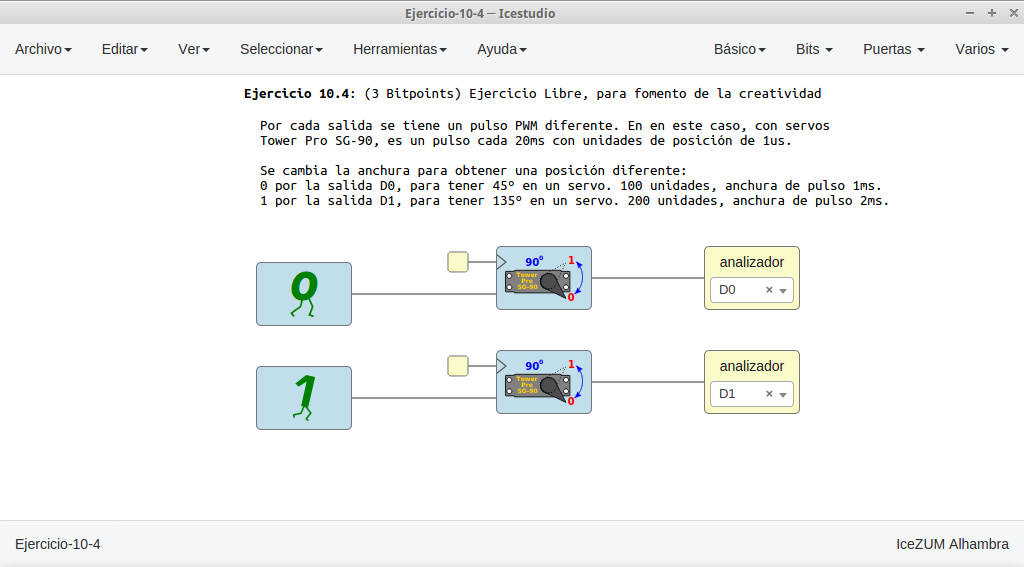 Ejercicio-10-4 — Icestudio
Archivo Editar Ver Seleccionar Herramientas Ayuda Básico Bits Puertas Varios
Ejercicio 10.4: (3 Bitpoints) Ejercicio Libre, para fomento de la creatividad
Por cada salida se tiene un pulso PWM diferente. En en este caso, con servos
Tower Pro SG-90, es un pulso cada 20ms con unidades de posición de 1us.
Se cambia la anchura para obtener una posición diferente:
0 por la salida D0, para tener 45º en un servo. 100 unidades, anchura de pulso 1ms.
1 por la salida D1, para tener 135º en un servo. 200 unidades, anchura de pulso 2ms.
0
90º 1
Tower
Pro
SG-90
0
analizador
D0 ×
1
90º 1
Tower
Pro
SG-90
0
analizador
D1 ×
Ejercicio-10-4 IceZUM Alhambra